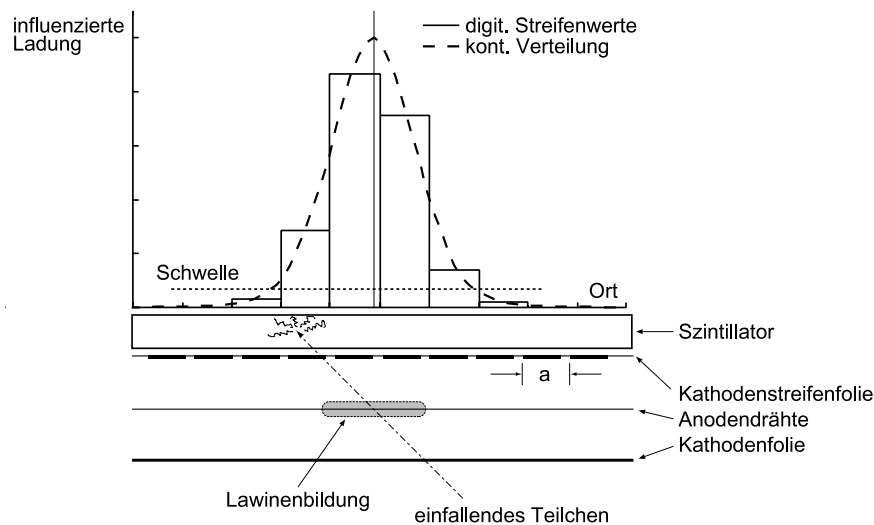 influenzierte
Ladung
digit. Streifenwerte
kont. Verteilung
Schwelle
Ort
Szintillator
a
Kathodenstreifenfolie
Anodendrähte
Kathodenfolie
Lawinenbildung
einfallendes Teilchen